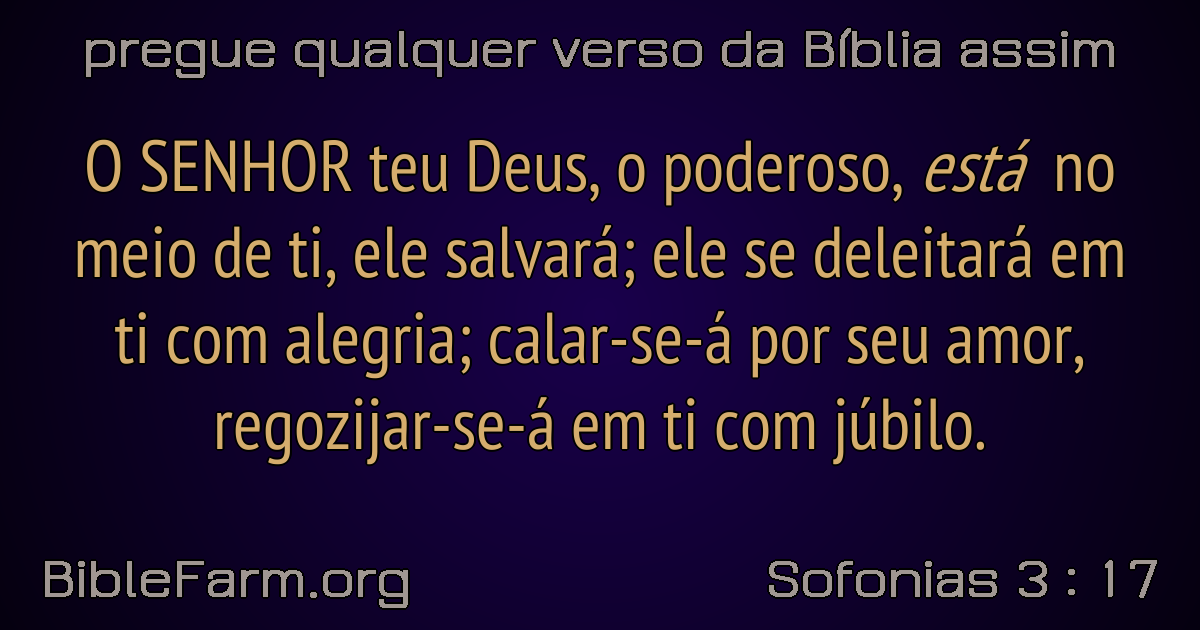 pregue qualquer verso da Bíblia assim
O SENHOR teu Deus, o poderoso, está no
meio de ti, ele salvará; ele se deleitará em
ti com alegria; calar-se-á por seu amor,
regozijar-se-á em ti com júbilo.
BibleFarm.org
Sofonias 3 : 17